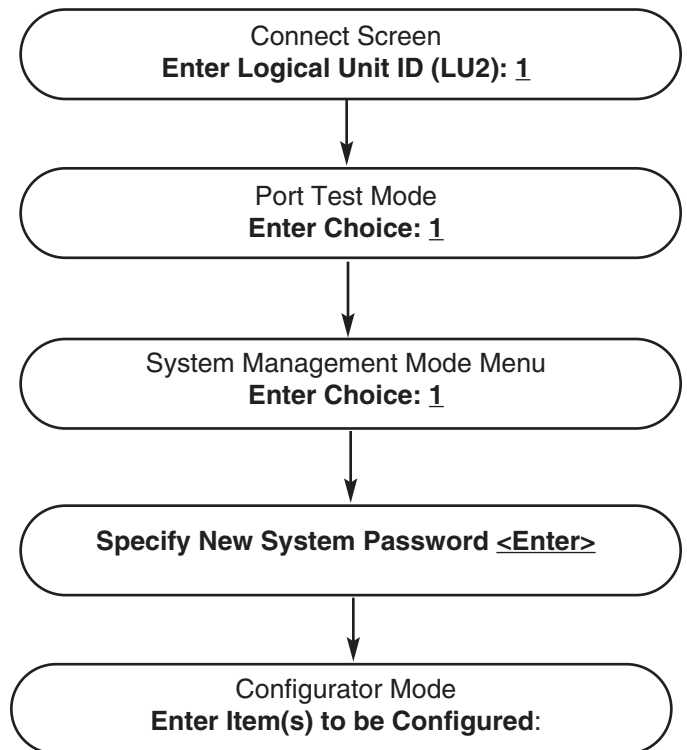 Connect Screen
Enter Logical Unit ID (LU2): 1
Port Test Mode
Enter Choice: 1
System Management Mode Menu
Enter Choice: 1
Specify New System Password <Enter>
Configurator Mode
Enter Item(s) to be Configured: